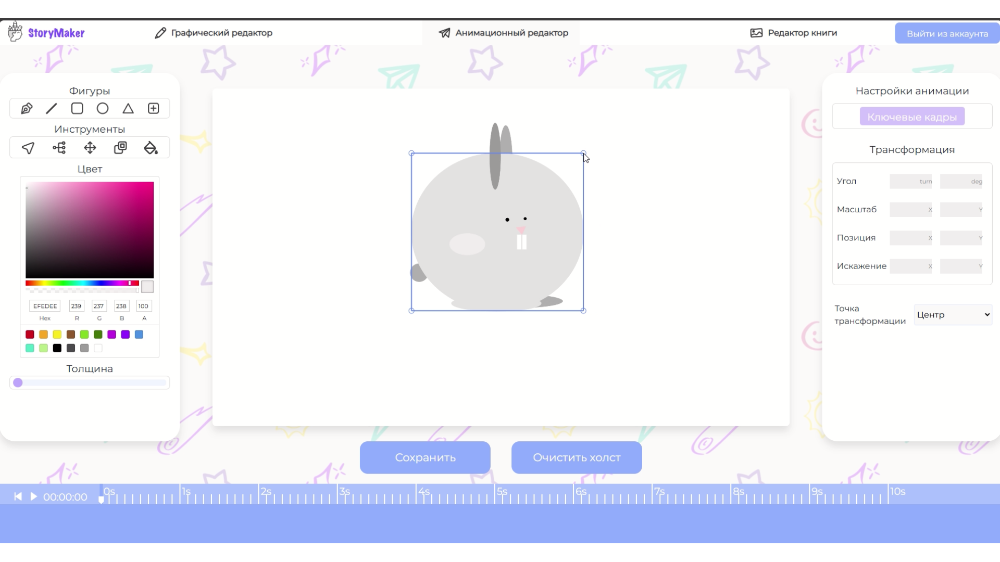 StoryMaker
Графический редактор
Анимационный редактор
Редактор книги
Выйти из аккаунта
Фигуры
Инструменты
Цвет
EFEDEE 239 237 238 100
Hex R G B A
Толщина
Настройки анимации
Ключевые кадры
Трансформация
Угол turn deg
Масштаб X Y
Позиция X Y
Искажение X Y
Точка
трансформации
Центр
Сохранить
Очистить холст
00:00:00 0s 1s 2s 3s 4s 5s 6s 7s 8s 9s 10s